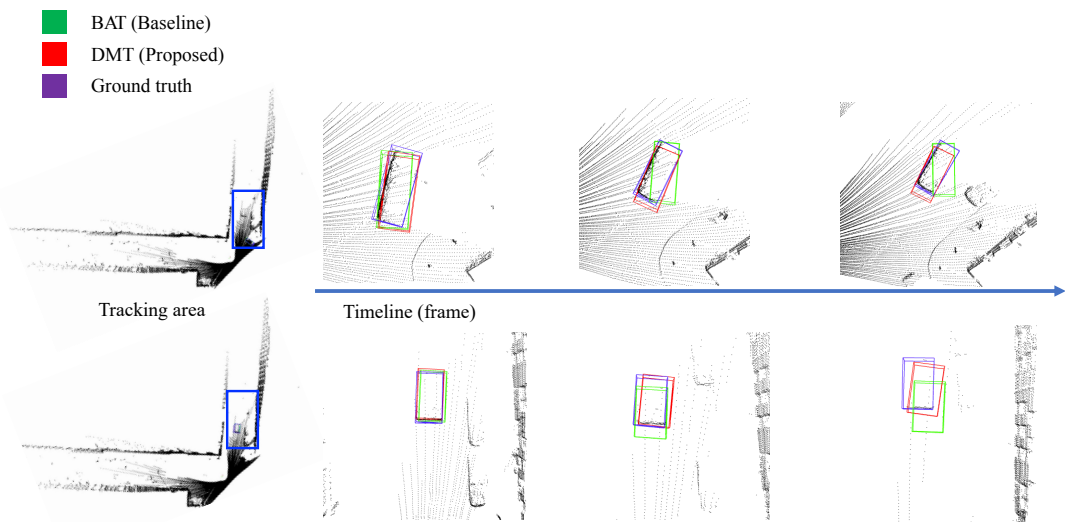 BAT (Baseline)
DMT (Proposed)
Ground truth
Tracking area
Timeline (frame)